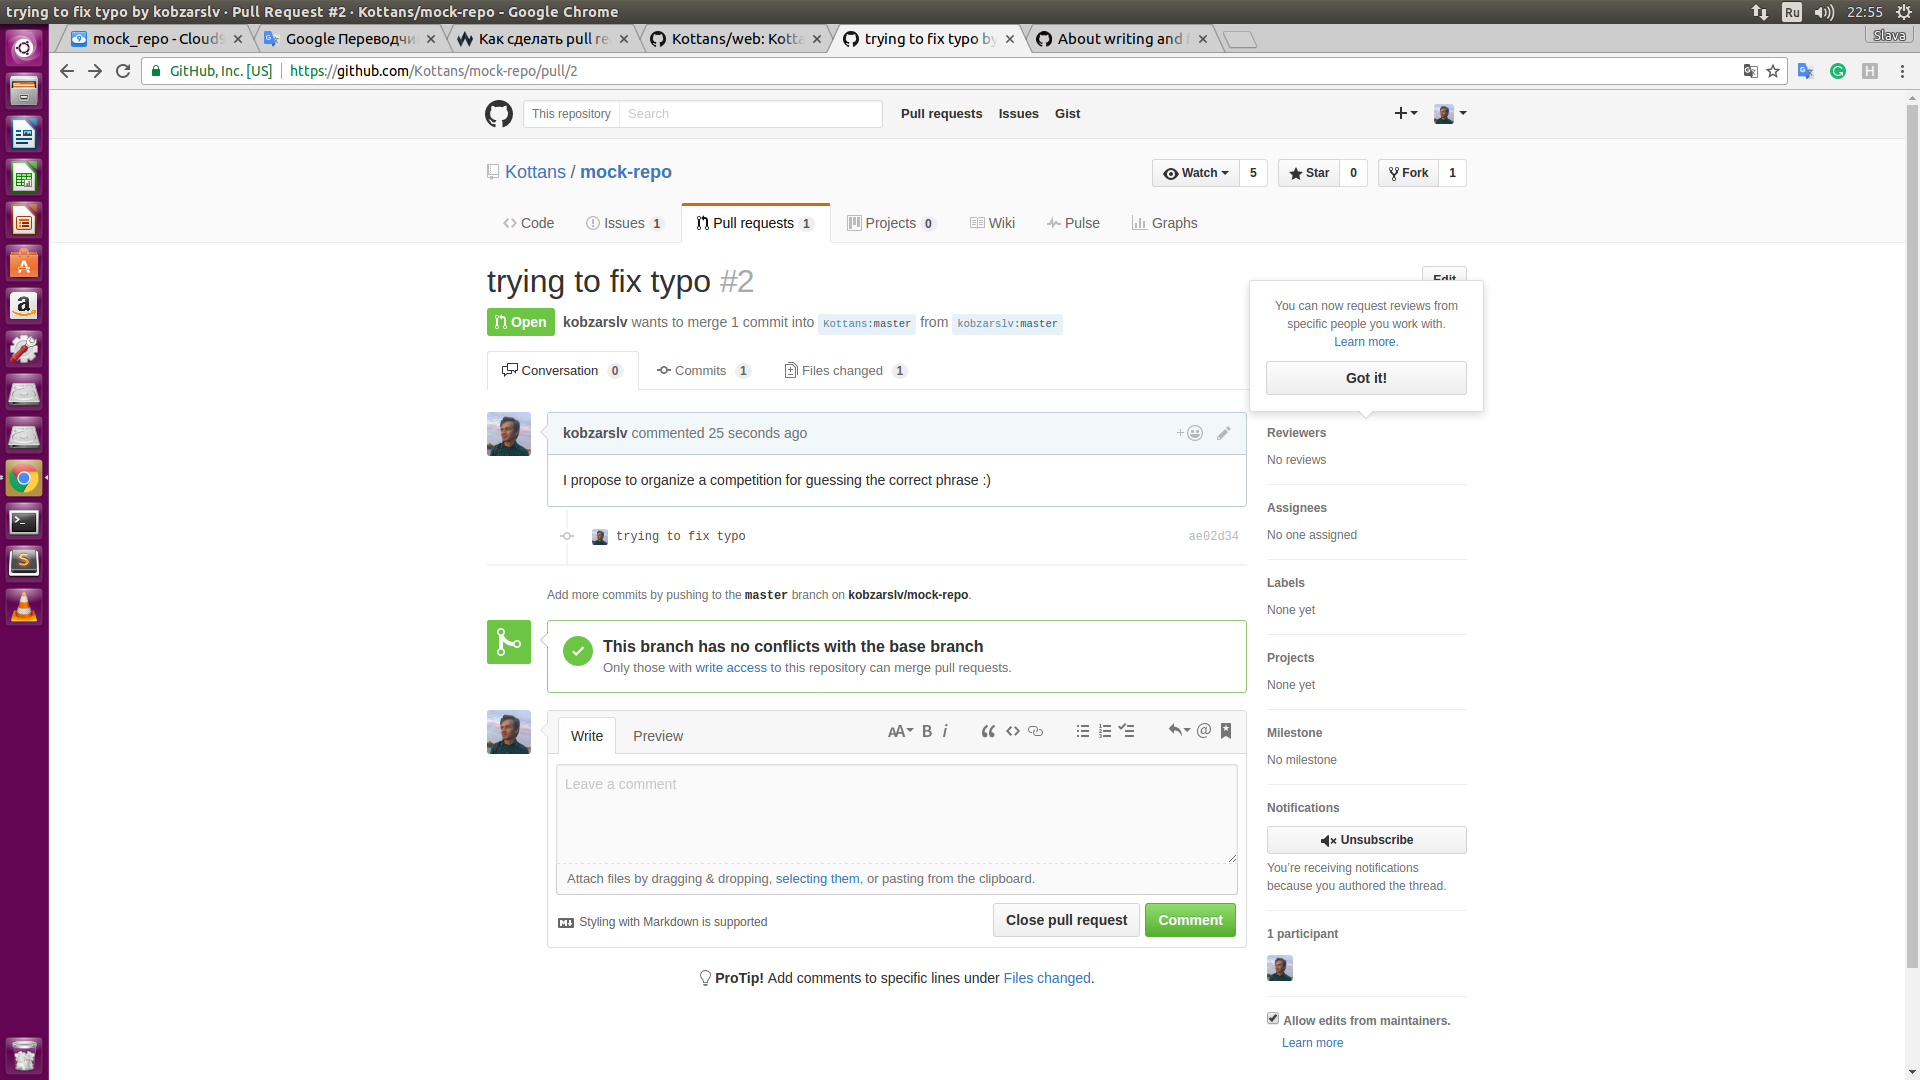 trying to fix typo by kobzarslv · Pull Request #2 · Kottans/mock-repo - Google Chrome
Ru
22:55
mock_repo - Cloud9
Google Переводчи
Как сделать pull re
Kottans/web: Kotta
trying to fix typo by
About writing and f
Slava
GitHub, Inc. [US]
https://github.com/Kottans/mock-repo/pull/2
H
This repository
Search
Pull requests
Issues
Gist
Kottans / mock-repo
Watch 5
Star 0
Fork 1
Code
Issues 1
Pull requests 1
Projects 0
Wiki
Pulse
Graphs
trying to fix typo #2
Edit
Open
kobzarslv wants to merge 1 commit into Kottans:master from kobzarslv:master
You can now request reviews from
specific people you work with.
Learn more.
Got it!
Conversation 0
Commits 1
Files changed 1
kobzarslv commented 25 seconds ago
I propose to organize a competition for guessing the correct phrase :)
trying to fix typo
ae02d34
Add more commits by pushing to the master branch on kobzarslv/mock-repo.
This branch has no conflicts with the base branch
Only those with write access to this repository can merge pull requests.
Write
Preview
AA B i
Leave a comment
Attach files by dragging & dropping, selecting them, or pasting from the clipboard.
Styling with Markdown is supported
Close pull request
Comment
ProTip! Add comments to specific lines under Files changed.
Reviewers
No reviews
Assignees
No one assigned
Labels
None yet
Projects
None yet
Milestone
No milestone
Notifications
Unsubscribe
You're receiving notifications
because you authored the thread.
1 participant
Allow edits from maintainers.
Learn more